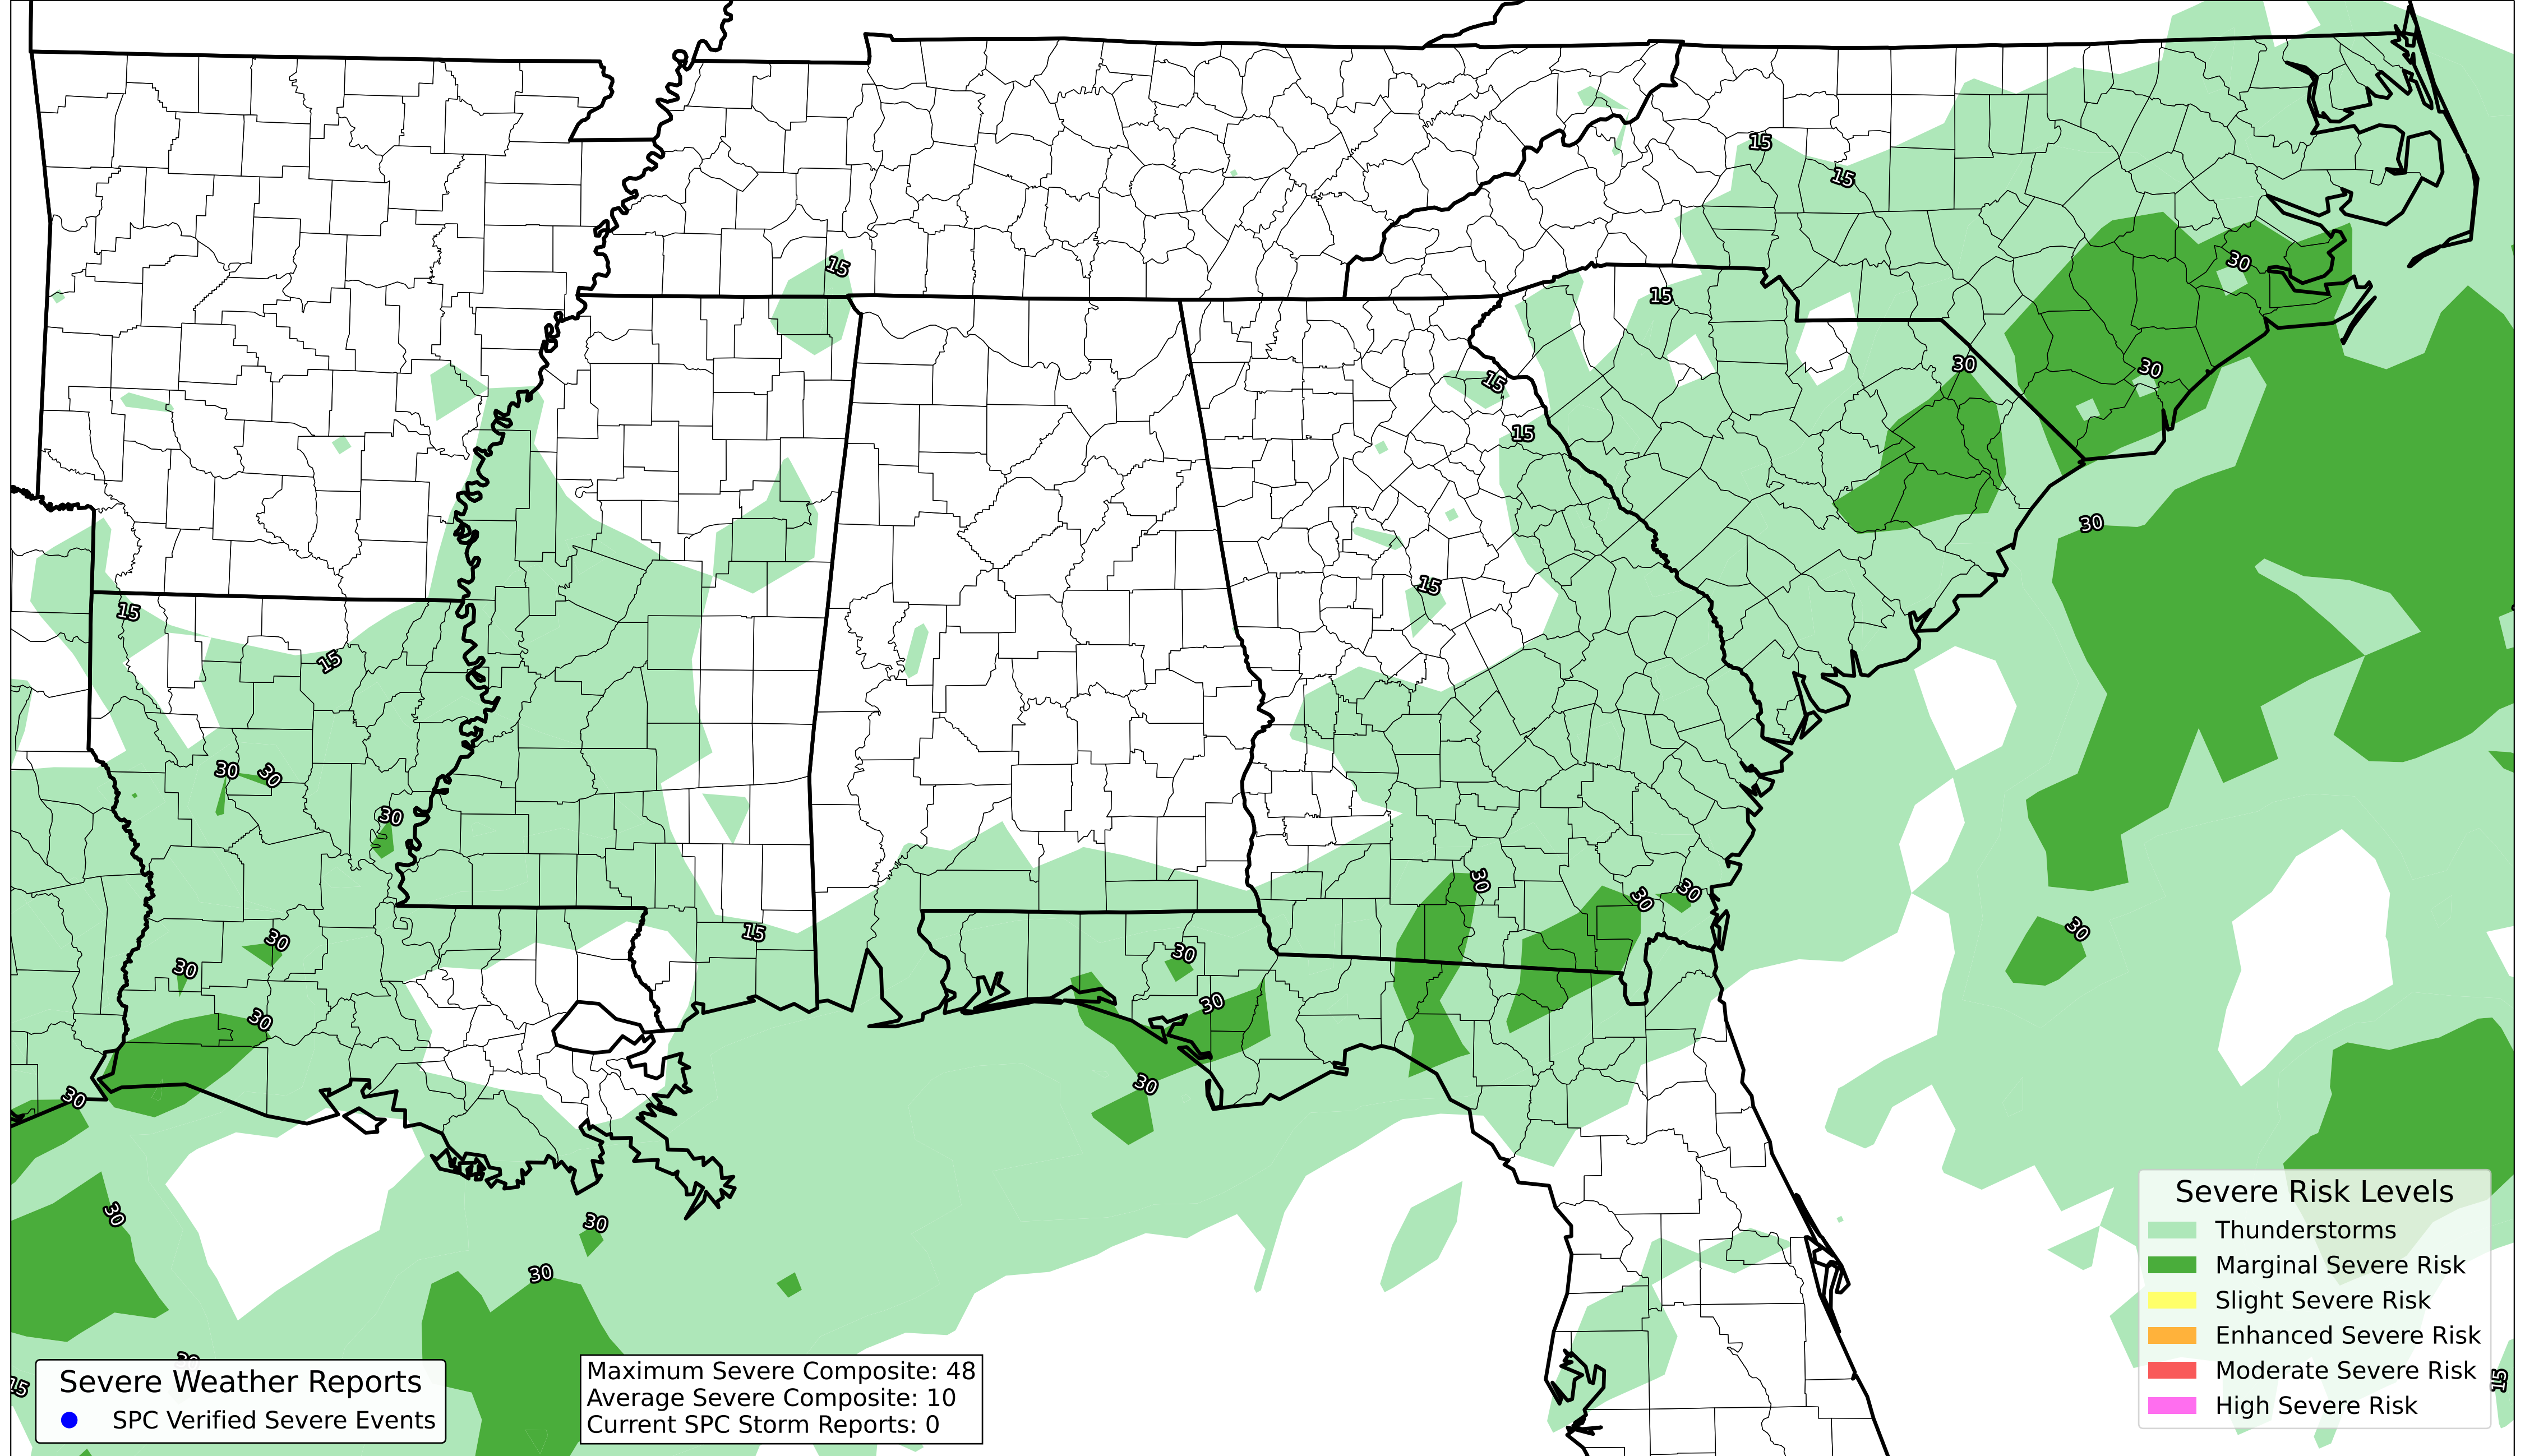 15
15
30
15
15
30
30
15
15
30
15
15
15
30
30
30
30
30
30
15
30
30
30
30
30
30
30
30
30
30
30
15
15
Severe Risk Levels
Thunderstorms
Marginal Severe Risk
Slight Severe Risk
Enhanced Severe Risk
Moderate Severe Risk
High Severe Risk
Maximum Severe Composite: 48
Average Severe Composite: 10
Current SPC Storm Reports: 0
Severe Weather Reports
SPC Verified Severe Events